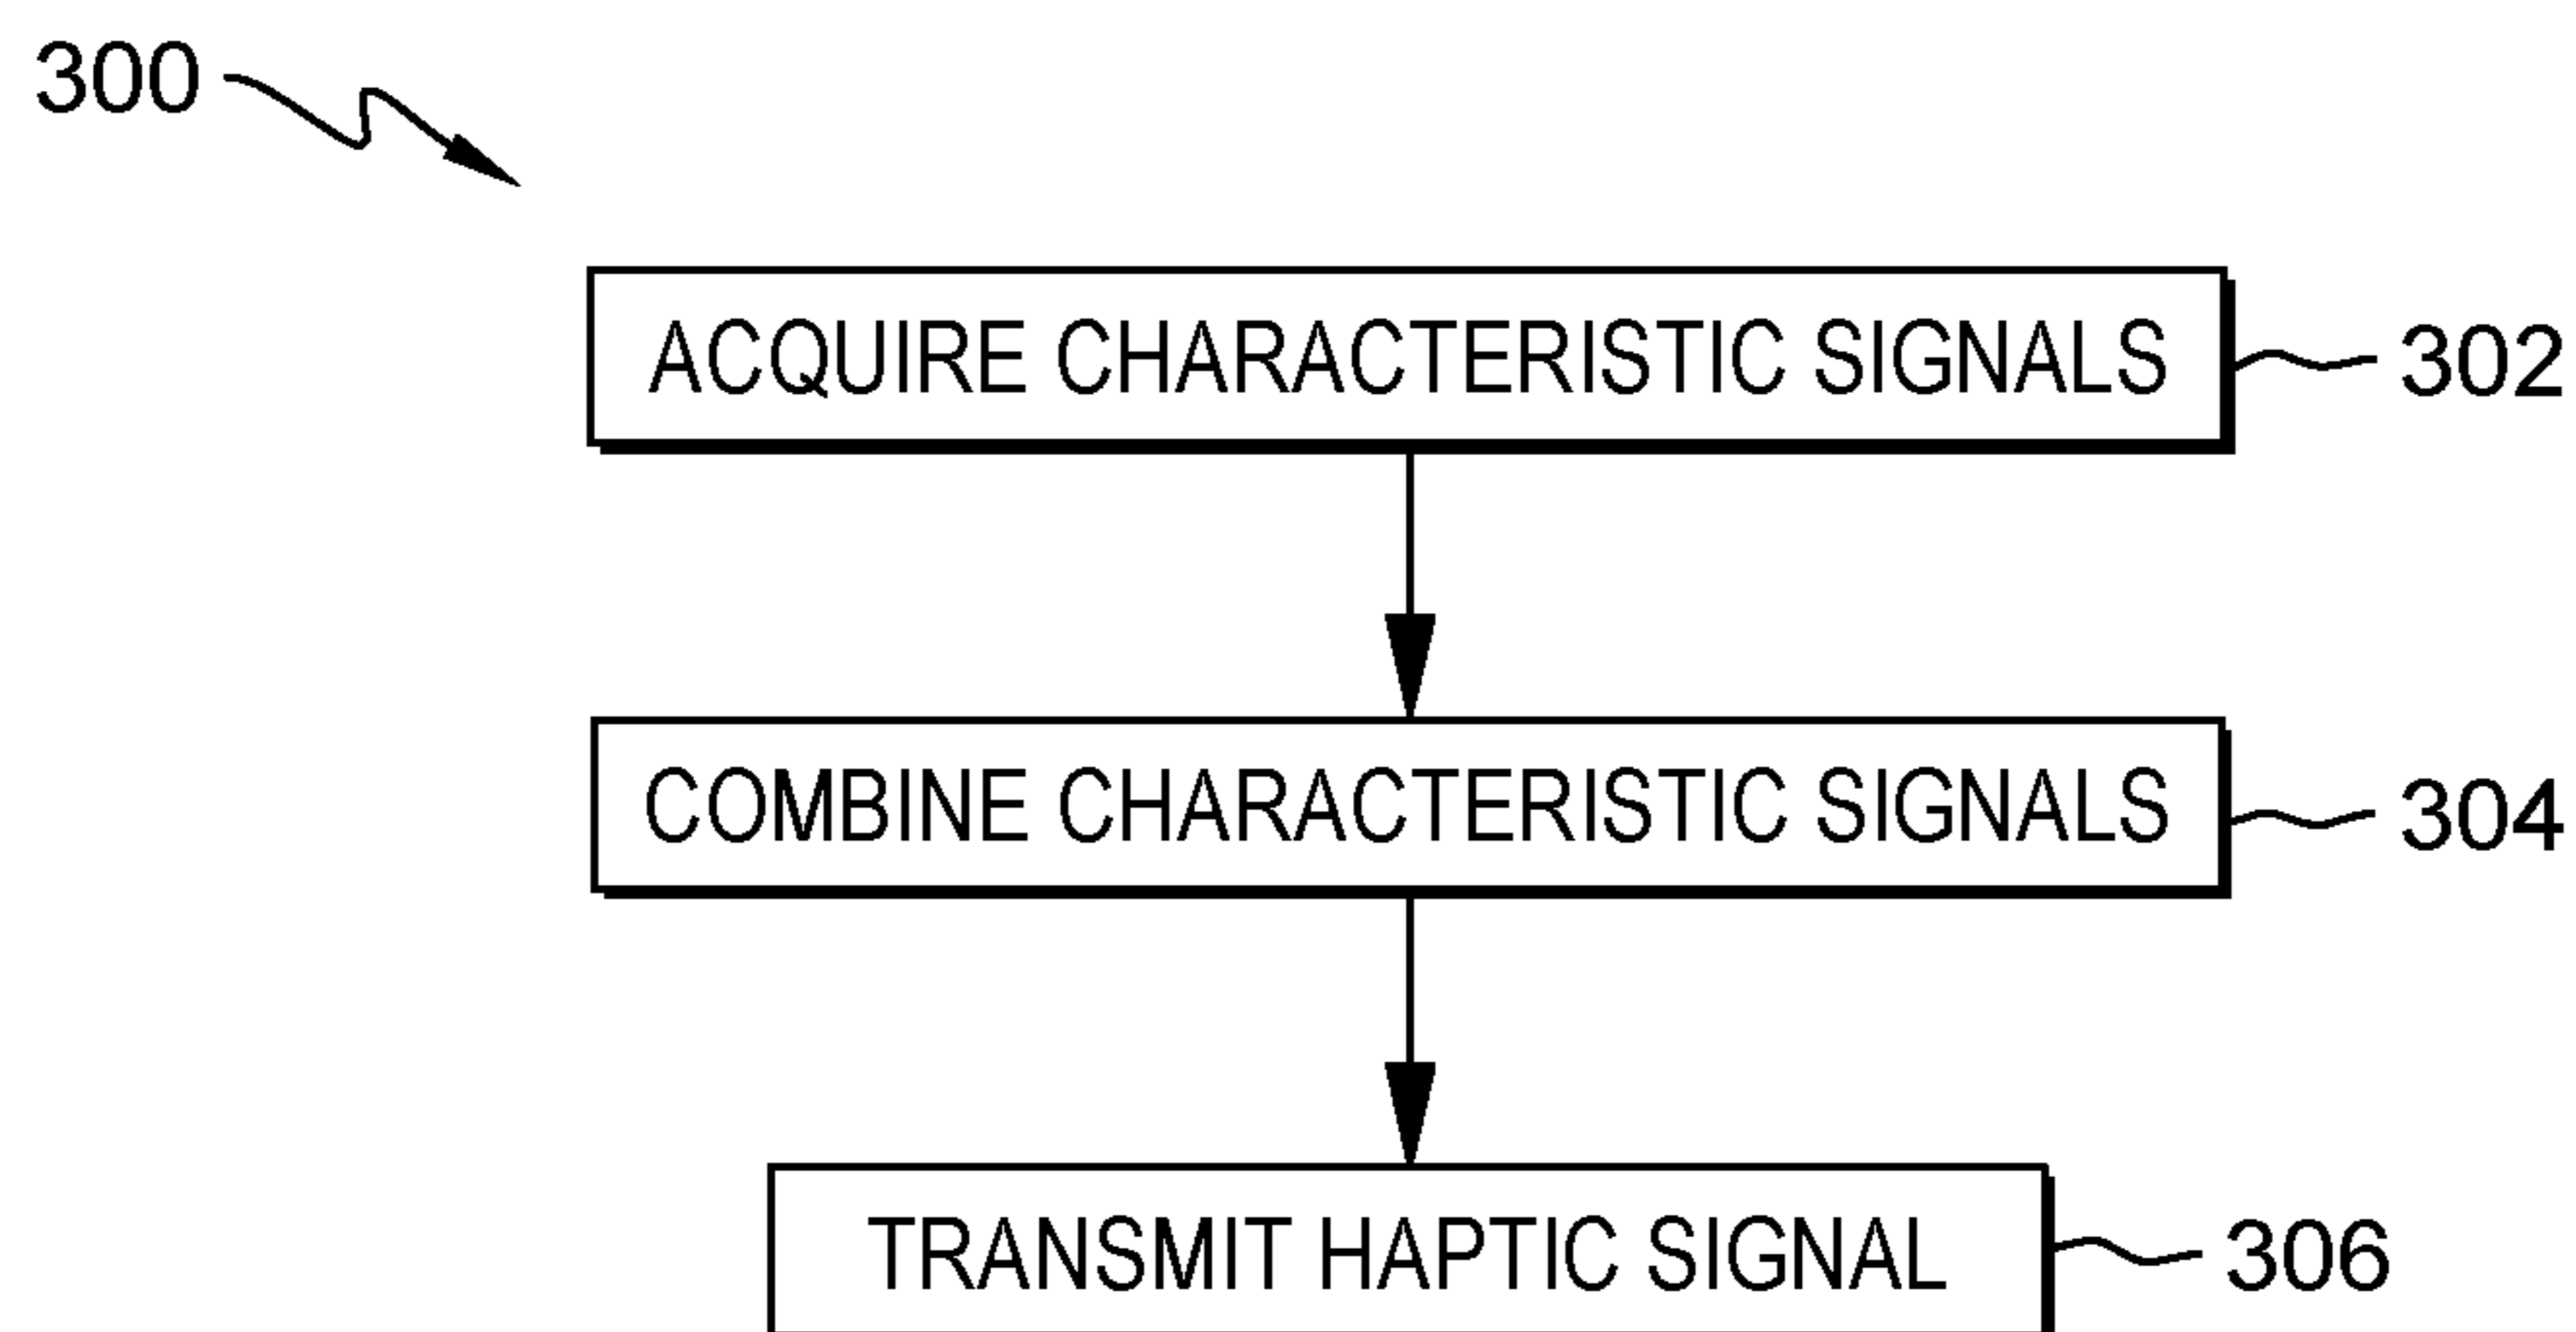 300
ACQUIRE CHARACTERISTIC SIGNALS
302
COMBINE CHARACTERISTIC SIGNALS
304
TRANSMIT HAPTIC SIGNAL
306